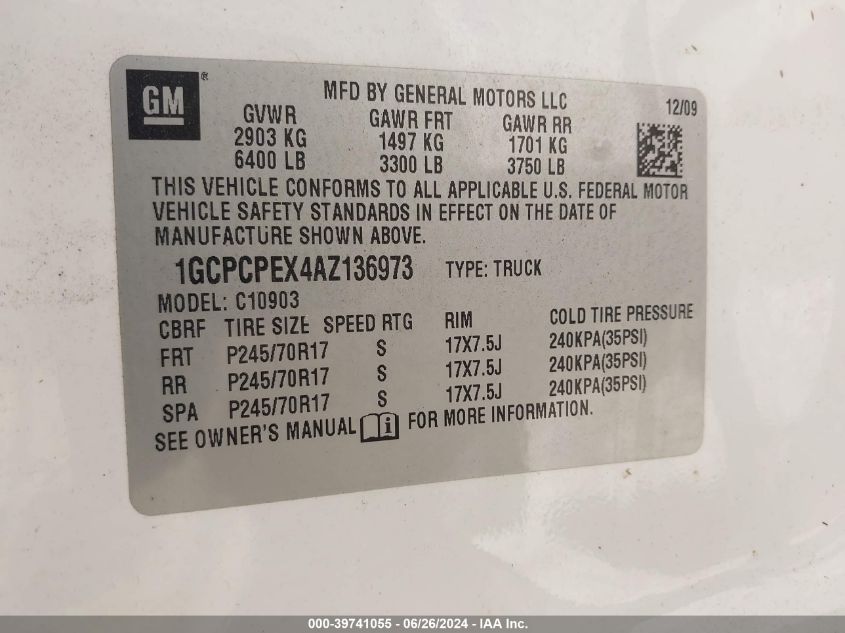 GM®
MFD BY GENERAL MOTORS LLC
12/09
GVWR GAWR FRT GAWR RR
2903 KG 1497 KG 1701 KG
6400 LB 3300 LB 3750 LB
THIS VEHICLE CONFORMS TO ALL APPLICABLE U.S. FEDERAL MOTOR
VEHICLE SAFETY STANDARDS IN EFFECT ON THE DATE OF
MANUFACTURE SHOWN ABOVE.
1GCPCPEX4AZ136973 TYPE: TRUCK
MODEL: C10903
CBRF TIRE SIZE SPEED RTG RIM COLD TIRE PRESSURE
FRT P245/70R17 S 17X7.5J 240KPA(35PSI)
RR P245/70R17 S 17X7.5J 240KPA(35PSI)
SPA P245/70R17 S 17X7.5J 240KPA(35PSI)
SEE OWNER'S MANUAL i FOR MORE INFORMATION.
000-39741055 - 06/26/2024 - IAA Inc.